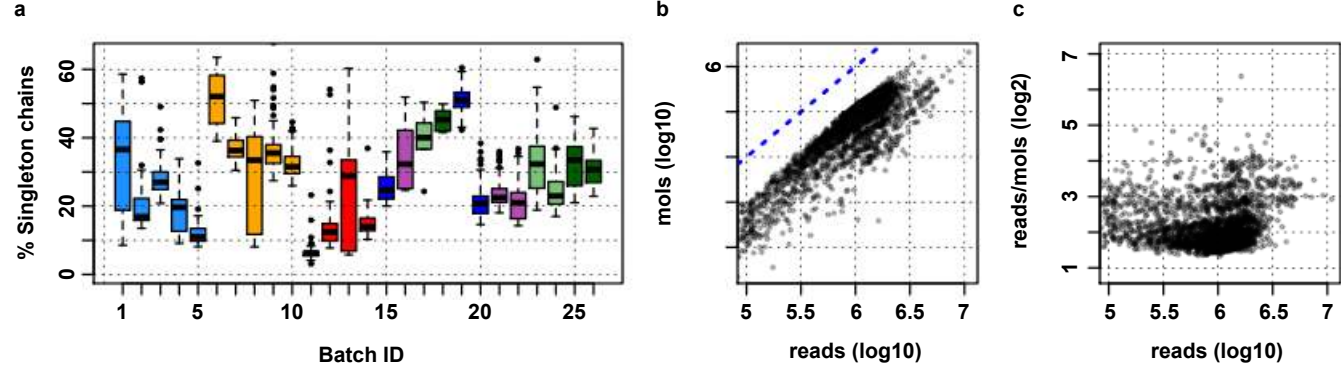 a
% Singleton chains
60
40
20
0
1 5 10 15 20 25
Batch ID
b
mols (log10)
6
5 5.5 6 6.5 7
reads (log10)
c
reads/mols (log2)
7
5
3
1
5 5.5 6 6.5 7
reads (log10)